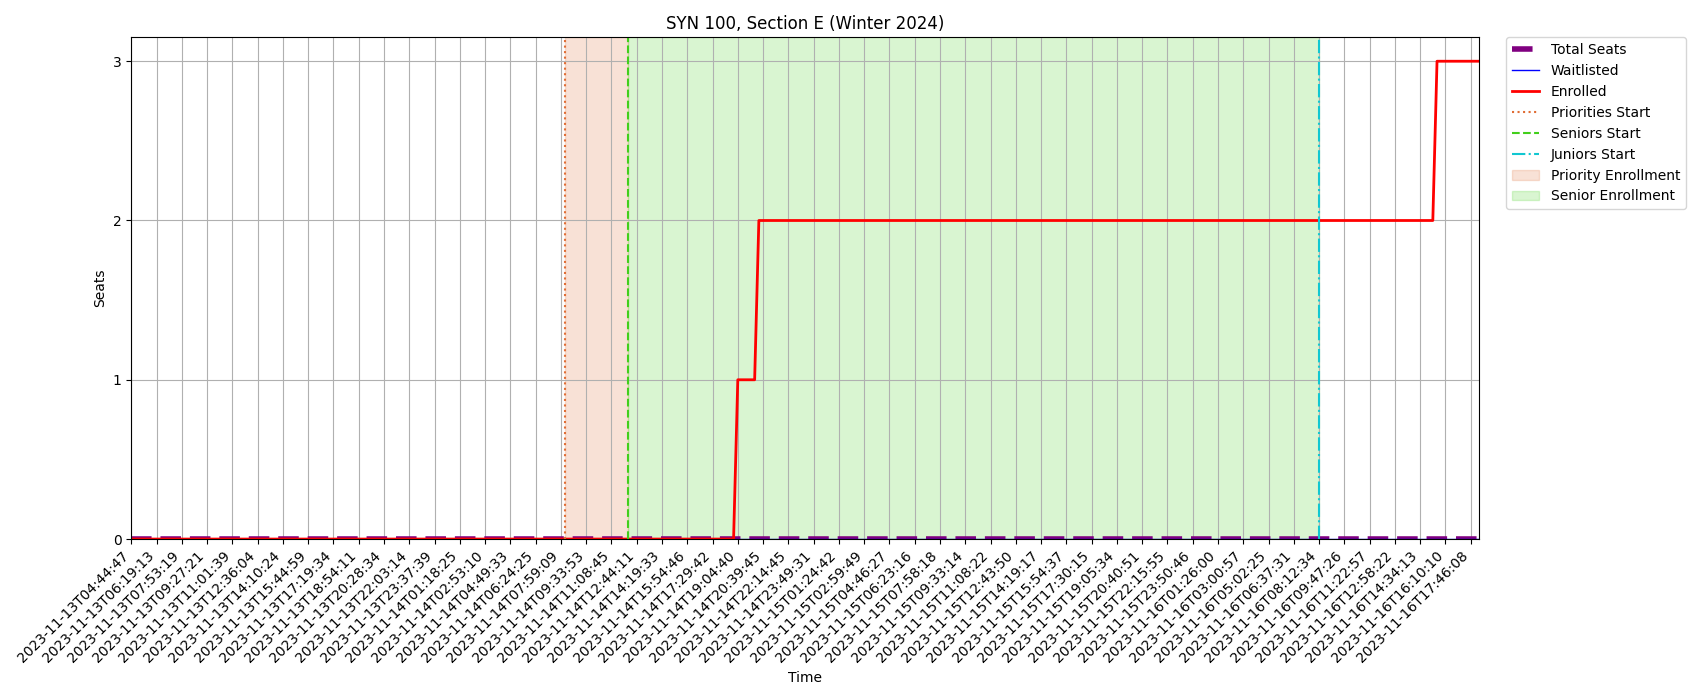 SYN 100, Section E (Winter 2024)
Seats
3
2
1
0
2023-11-13T04:44:47
2023-11-13T06:19:13
2023-11-13T07:53:19
2023-11-13T09:27:21
2023-11-13T11:01:39
2023-11-13T12:36:04
2023-11-13T14:10:24
2023-11-13T15:44:59
2023-11-13T17:19:34
2023-11-13T18:54:11
2023-11-13T20:28:34
2023-11-13T22:03:14
2023-11-13T23:37:39
2023-11-14T01:18:25
2023-11-14T02:53:10
2023-11-14T04:49:33
2023-11-14T06:24:25
2023-11-14T07:59:09
2023-11-14T09:33:53
2023-11-14T11:08:45
2023-11-14T12:44:11
2023-11-14T14:19:33
2023-11-14T15:54:46
2023-11-14T17:29:42
2023-11-14T19:04:40
2023-11-14T20:39:45
2023-11-14T22:14:45
2023-11-14T23:49:31
2023-11-15T01:24:42
2023-11-15T02:59:49
2023-11-15T04:46:27
2023-11-15T06:23:16
2023-11-15T07:58:18
2023-11-15T09:33:14
2023-11-15T11:08:22
2023-11-15T12:43:50
2023-11-15T14:19:17
2023-11-15T15:54:37
2023-11-15T17:30:15
2023-11-15T19:05:34
2023-11-15T20:40:51
2023-11-15T22:15:55
2023-11-15T23:50:46
2023-11-16T01:26:00
2023-11-16T03:00:57
2023-11-16T05:02:25
2023-11-16T06:37:31
2023-11-16T08:12:34
2023-11-16T09:47:26
2023-11-16T11:22:57
2023-11-16T12:58:22
2023-11-16T14:34:13
2023-11-16T16:10:10
2023-11-16T17:46:08
Time
Total Seats
Waitlisted
Enrolled
Priorities Start
Seniors Start
Juniors Start
Priority Enrollment
Senior Enrollment